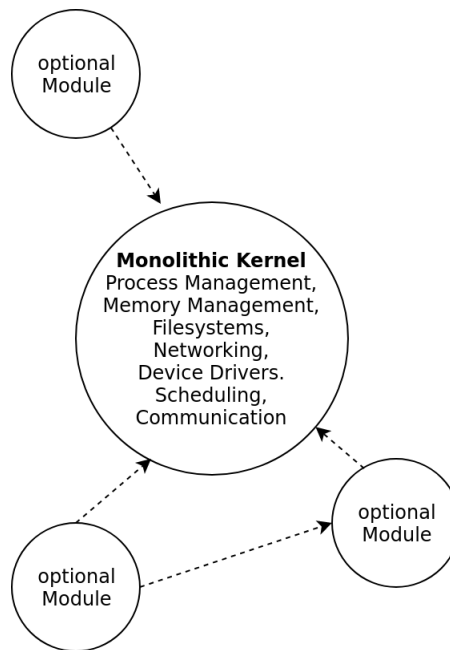 optional
Module
Monolithic Kernel
Process Management,
Memory Management,
Filesystems,
Networking,
Device Drivers.
Scheduling,
Communication
optional
Module
optional
Module